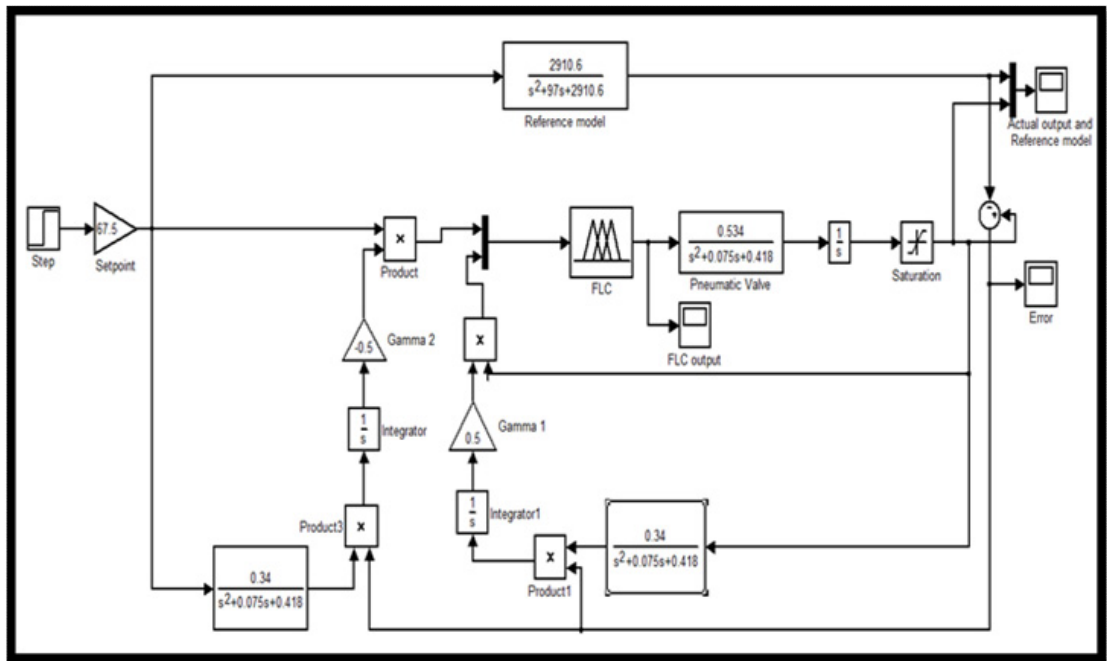 2910.6
s2+97s+2910.6
Reference model
Actual output and
Reference model
67.5
Step
Setpoint
x
Product
FLC
0.534
s2+0.075s+0.418
Pneumatic Valve
1
s
Saturation
Error
FLC output
-0.5
Gamma 2
x
1
s
Integrator
0.5
Gamma 1
Product3
x
1
s
Integrator1
x
Product1
0.34
s2+0.075s+0.418
0.34
s2+0.075s+0.418